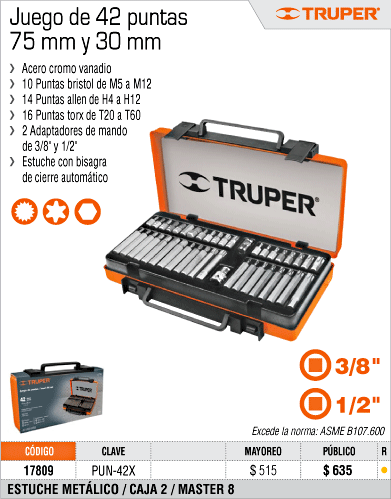 Juego de 42 puntas
75 mm y 30 mm
TRUPER®
› Acero cromo vanadio
› 10 Puntas bristol de M5 a M12
› 14 Puntas allen de H4 a H12
› 16 Puntas torx de T20 a T60
› 2 Adaptadores de mando
de 3/8" y 1/2"
› Estuche con bisagra
de cierre automático
TRUPER®
TRUPER
42
3/8"
1/2"
Excede la norma: ASME B107.600
CÓDIGO CLAVE MAYOREO PÚBLICO R
17809 PUN-42X $ 515 $ 635 ●
ESTUCHE METÁLICO / CAJA 2 / MASTER 8